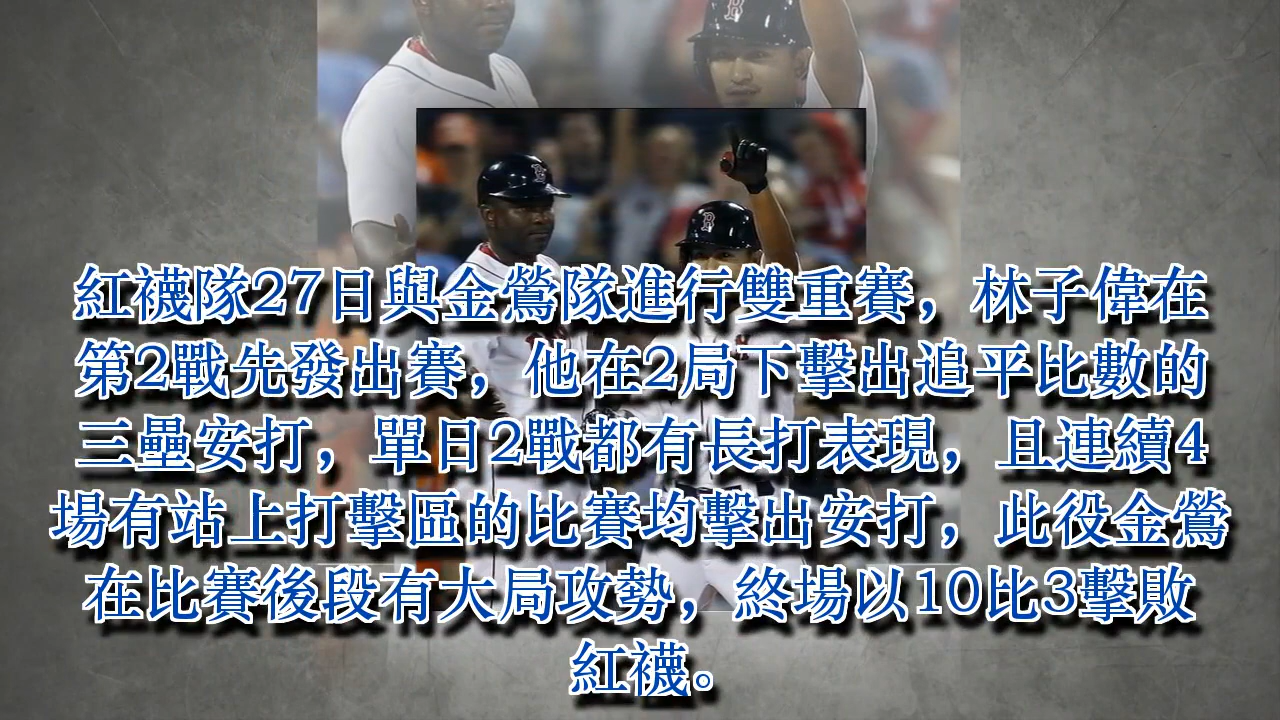 紅襪隊27日與金鶯隊進行雙重賽，林子偉在
第2戰先發出賽，他在2局下擊出追平比數的
三壘安打，單日2戰都有長打表現，且連續4
場有站上打擊區的比賽均擊出安打，此役金鶯
在比賽後段有大局攻勢，終場以10比3擊敗
紅襪。